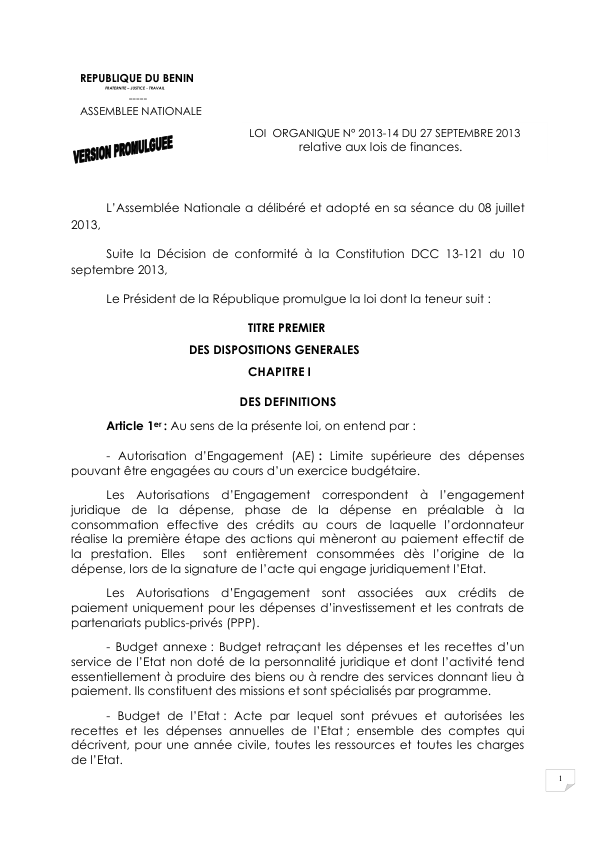 REPUBLIQUE DU BENIN
FRATERNITE – JUSTICE - TRAVAIL
-----
ASSEMBLEE NATIONALE
VERSION PROMULGUEE
LOI ORGANIQUE N° 2013-14 DU 27 SEPTEMBRE 2013
relative aux lois de finances.
L'Assemblée Nationale a délibéré et adopté en sa séance du 08 juillet
2013,
Suite la Décision de conformité à la Constitution DCC 13-121 du 10
septembre 2013,
Le Président de la République promulgue la loi dont la teneur suit :
TITRE PREMIER
DES DISPOSITIONS GENERALES
CHAPITRE I
DES DEFINITIONS
Article 1er : Au sens de la présente loi, on entend par :
- Autorisation d'Engagement (AE) : Limite supérieure des dépenses
pouvant être engagées au cours d'un exercice budgétaire.
Les Autorisations d'Engagement correspondent à l'engagement
juridique de la dépense, phase de la dépense en préalable à la
consommation effective des crédits au cours de laquelle l'ordonnateur
réalise la première étape des actions qui mèneront au paiement effectif de
la prestation. Elles sont entièrement consommées dès l'origine de la
dépense, lors de la signature de l'acte qui engage juridiquement l'Etat.
Les Autorisations d'Engagement sont associées aux crédits de
paiement uniquement pour les dépenses d'investissement et les contrats de
partenariats publics-privés (PPP).
- Budget annexe : Budget retraçant les dépenses et les recettes d'un
service de l'Etat non doté de la personnalité juridique et dont l'activité tend
essentiellement à produire des biens ou à rendre des services donnant lieu à
paiement. Ils constituent des missions et sont spécialisés par programme.
- Budget de l'Etat : Acte par lequel sont prévues et autorisées les
recettes et les dépenses annuelles de l'Etat ; ensemble des comptes qui
décrivent, pour une année civile, toutes les ressources et toutes les charges
de l'Etat.
1